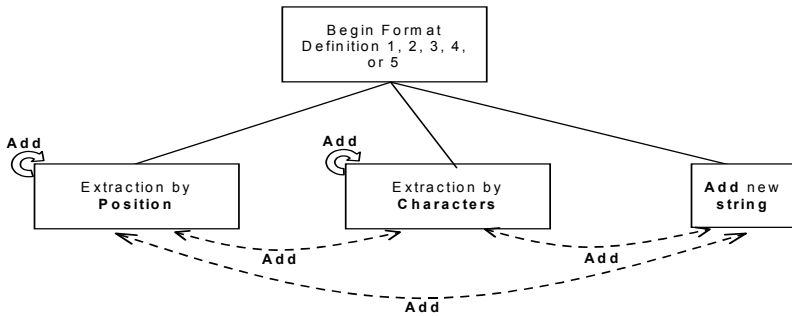 Begin Format
Definition 1, 2, 3, 4,
or 5
Add
Add
Extraction by
Position
Extraction by
Characters
Add new
string
Add
Add
Add